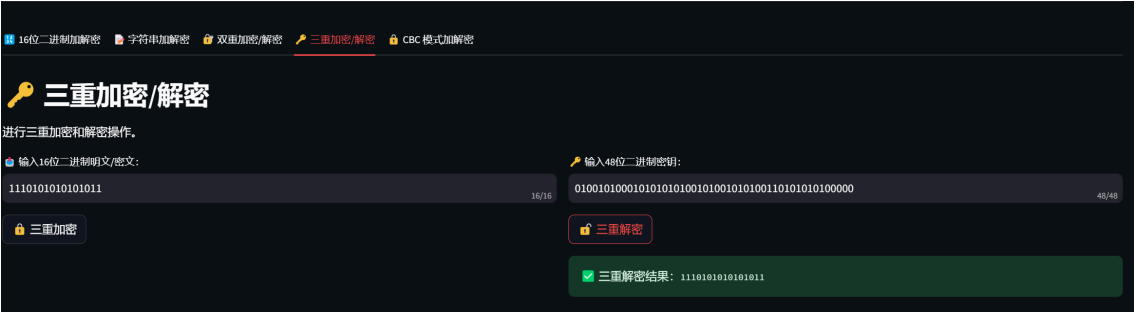 16位二进制加解密 字符串加解密 双重加密/解密 三重加密/解密 CBC 模式加解密
三重加密/解密
进行三重加密和解密操作。
输入16位二进制明文/密文: 输入48位二进制密钥:
1110101010101011 16/16 010010100010101010100101001010100110101010100000 48/48
三重加密 三重解密
三重解密结果: 1110101010101011